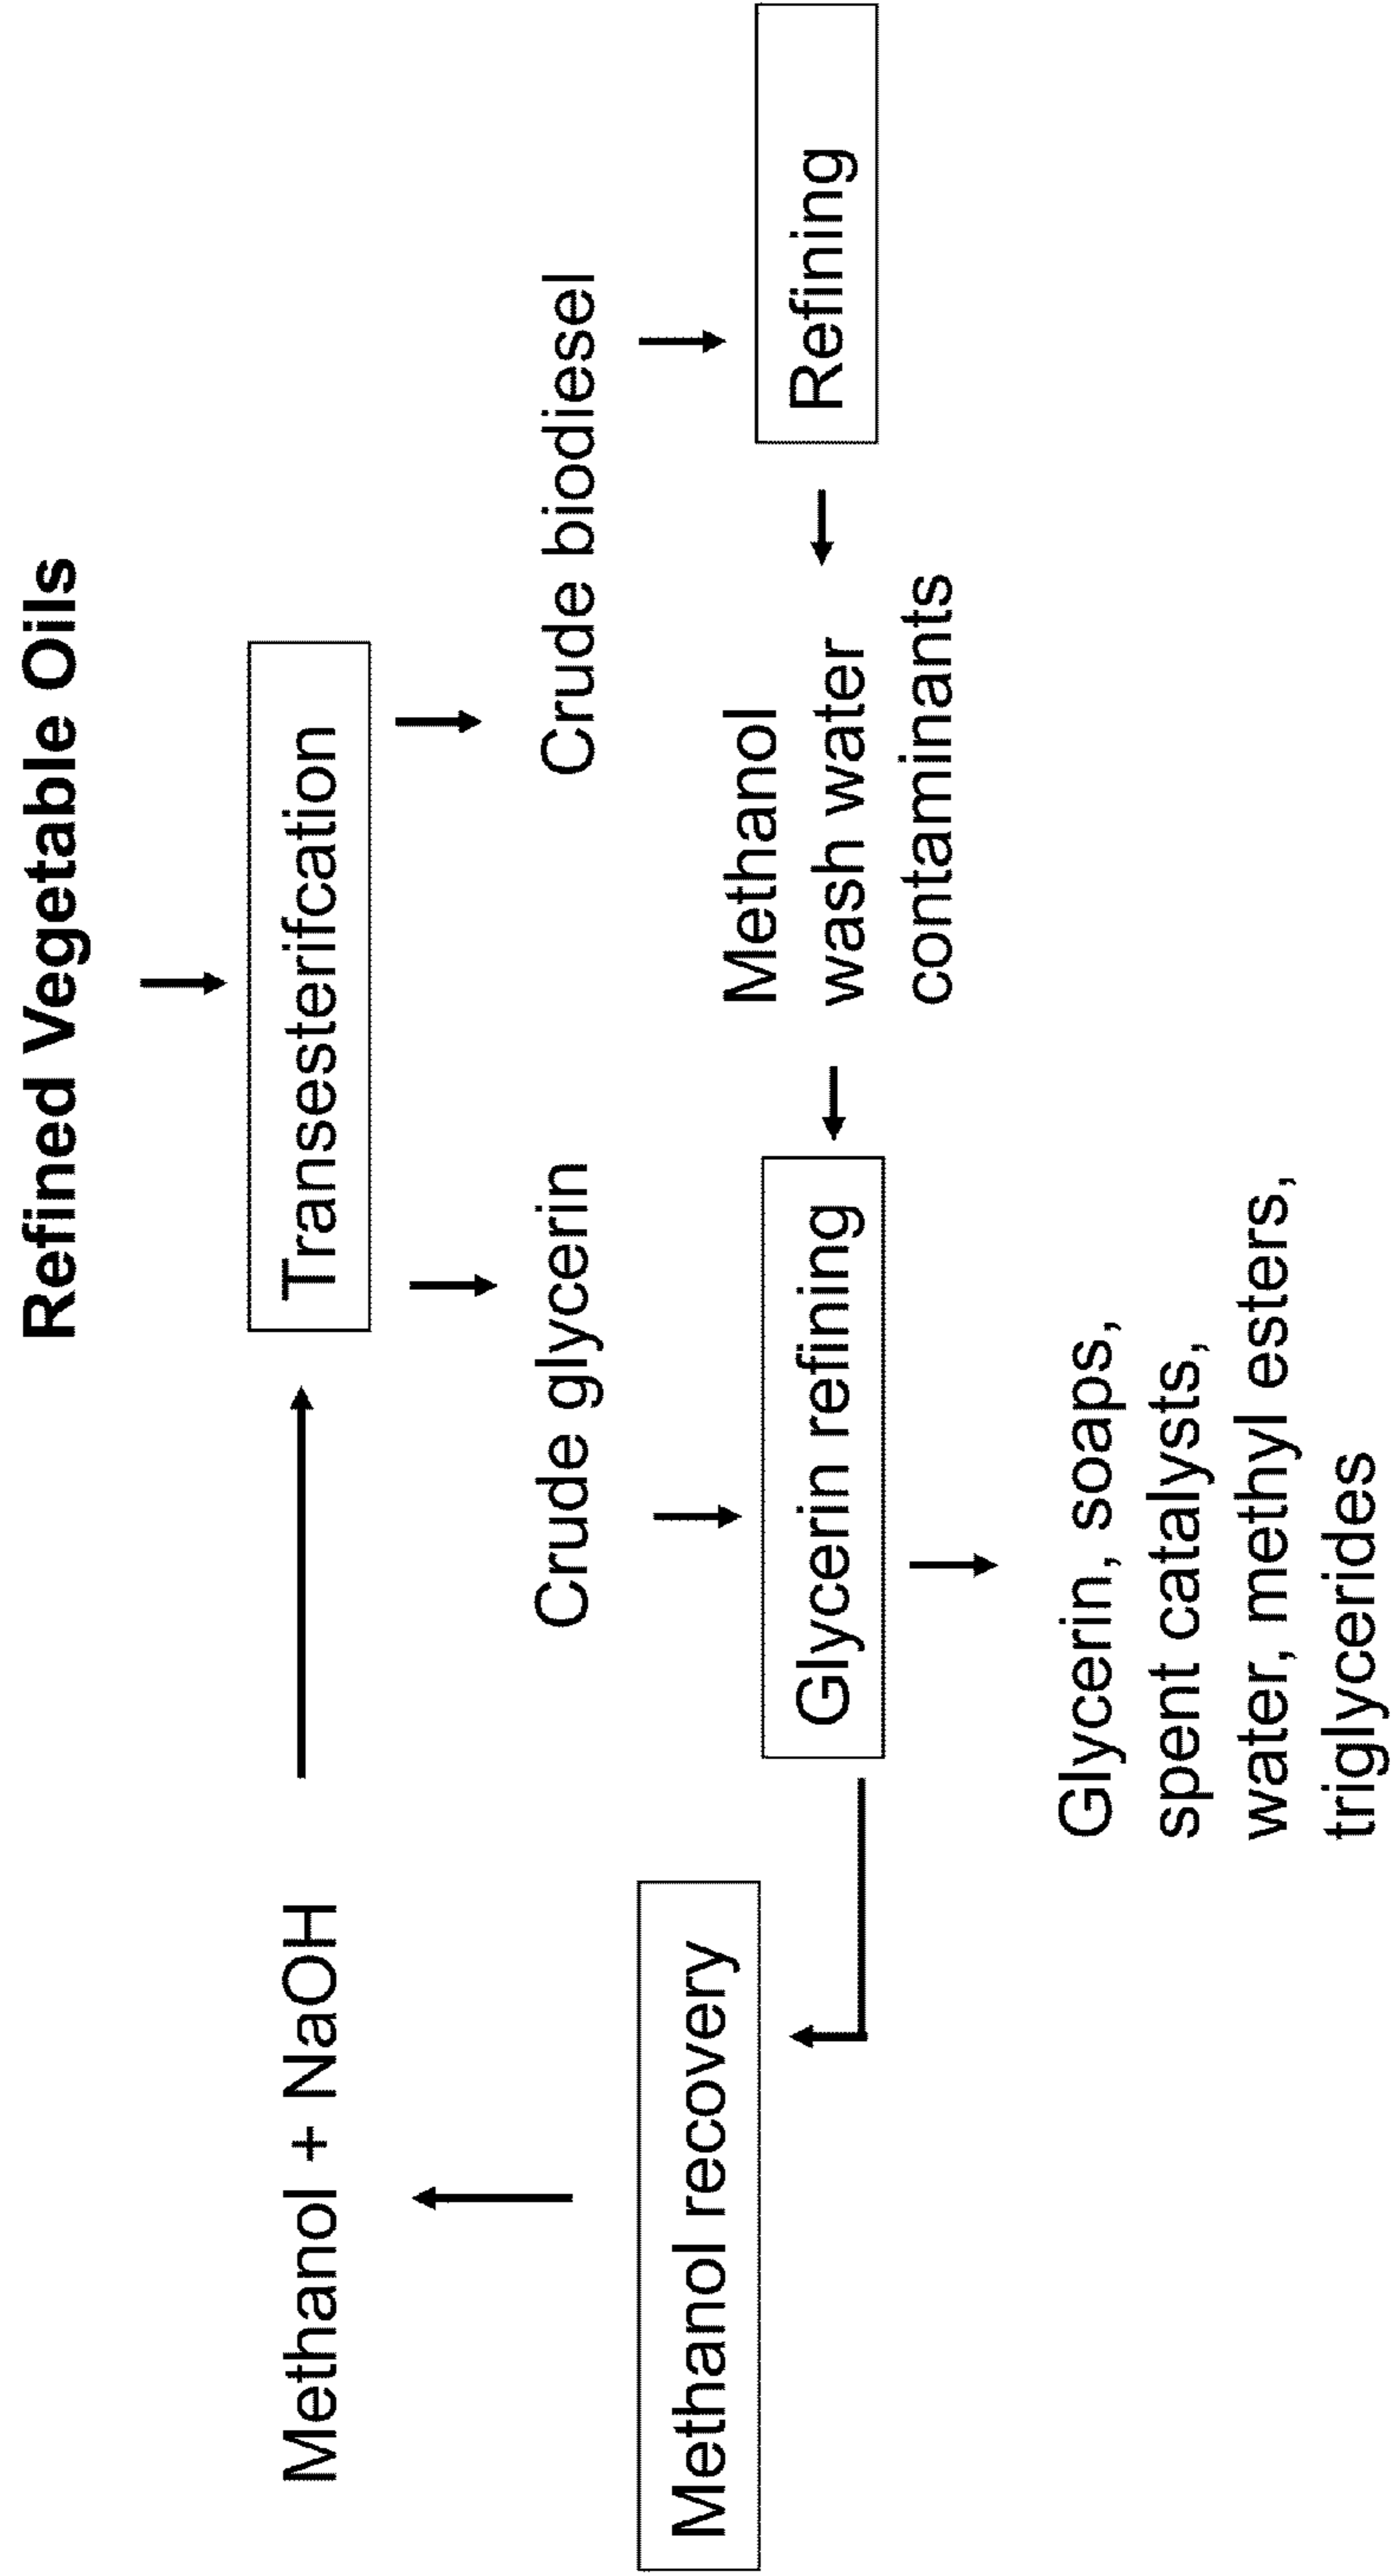 Refined Vegetable Oils
Methanol + NaOH
Transesterifcation
Crude glycerin
Crude biodiesel
Methanol recovery
Glycerin refining
Methanol
wash water
contaminants
Refining
Glycerin, soaps,
spent catalysts,
water, methyl esters,
triglycerides